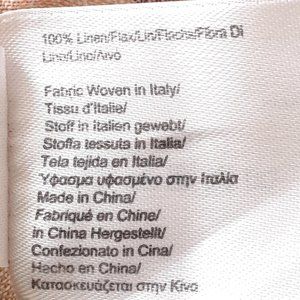 100% Linen/Flax/Lin/Flachs/Fibra Di
Lino/Lino/Λινό
Fabric Woven in Italy/
Tissu d'Italie/
Stoff in italien gewebt/
Stoffa tessuta in Italia/
Tela tejida en Italia/
Ύφασμα υφασμένο στην Ιταλία
Made in China/
Fabriqué en Chine/
in China Hergestellt/
Confezionato in Cina/
Hecho en China/
Κατασκευάζεται στην Κίνα